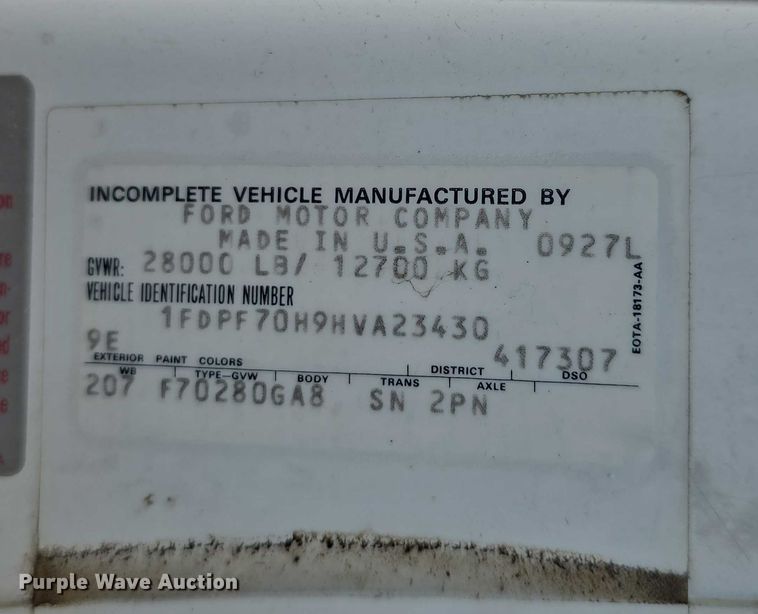 INCOMPLETE VEHICLE MANUFACTURED BY
FORD MOTOR COMPANY
MADE IN U.S.A. 0927L
GVWR: 28000 LB/ 12700 KG
VEHICLE IDENTIFICATION NUMBER
1FDPF70H9HVA23430
9E 417307
EXTERIOR PAINT COLORS DISTRICT DSO
WB TYPE-GVW BODY TRANS AXLE
207 F70280GA8 SN 2PN
EOTA-18173-AA
Purple Wave Auction